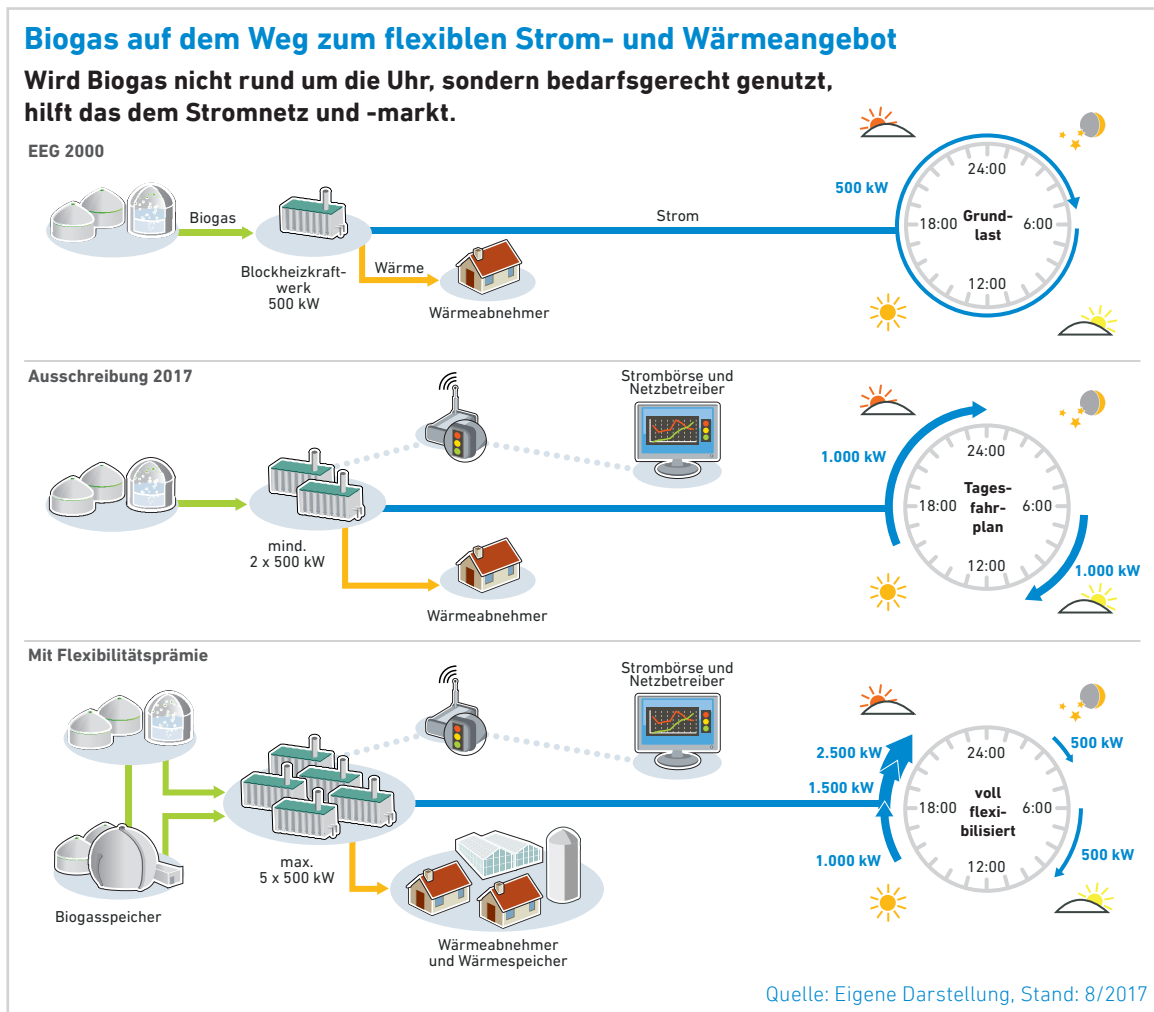 Biogas auf dem Weg zum flexiblen Strom- und Wärmeangebot
Wird Biogas nicht rund um die Uhr, sondern bedarfsgerecht genutzt,
hilft das dem Stromnetz und -markt.
EEG 2000
Biogas
Blockheizkraft-
werk
500 kW
Wärme
Wärmeabnehmer
Strom
500 kW
24:00
18:00
Grund-
last
6:00
12:00
Ausschreibung 2017
mind.
2 x 500 kW
Wärmeabnehmer
Strombörse und
Netzbetreiber
1.000 kW
24:00
18:00
Tages-
fahr-
plan
6:00
12:00
1.000 kW
Mit Flexibilitätsprämie
Biogasspeicher
max.
5 x 500 kW
Wärmeabnehmer
und Wärmespeicher
Strombörse und
Netzbetreiber
2.500 kW
1.500 kW
1.000 kW
24:00
18:00
voll
flexi-
bilisiert
6:00
12:00
500 kW
500 kW
Quelle: Eigene Darstellung, Stand: 8/2017